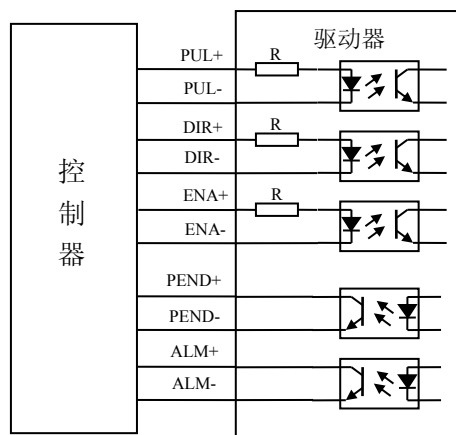 驱动器
PUL+
R
PUL-
DIR+
R
DIR-
ENA+
R
ENA-
控制器
PEND+
PEND-
ALM+
ALM-